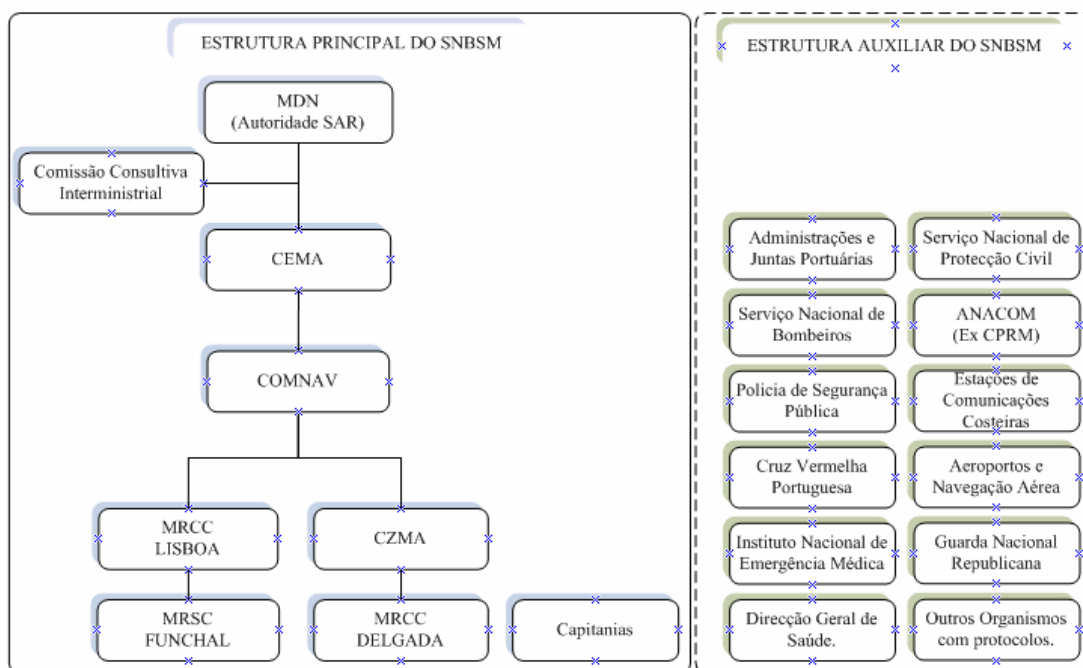 ESTRUTURA PRINCIPAL DO SNBSM
MDN
(Autoridade SAR)
Comissão Consultiva
Interministrial
CEMA
COMNAV
MRCC
LISBOA
CZMA
MRSC
FUNCHAL
MRCC
DELGADA
Capitanias
ESTRUTURA AUXILIAR DO SNBSM
Administrações e
Juntas Portuárias
Serviço Nacional de
Protecção Civil
Serviço Nacional de
Bombeiros
ANACOM
(Ex CPRM)
Policia de Segurança
Pública
Estações de
Comunicações
Costeiras
Cruz Vermelha
Portuguesa
Aeroportos e
Navegação Aérea
Instituto Nacional de
Emergência Médica
Guarda Nacional
Republicana
Direcção Geral de
Saúde.
Outros Organismos
com protocolos.